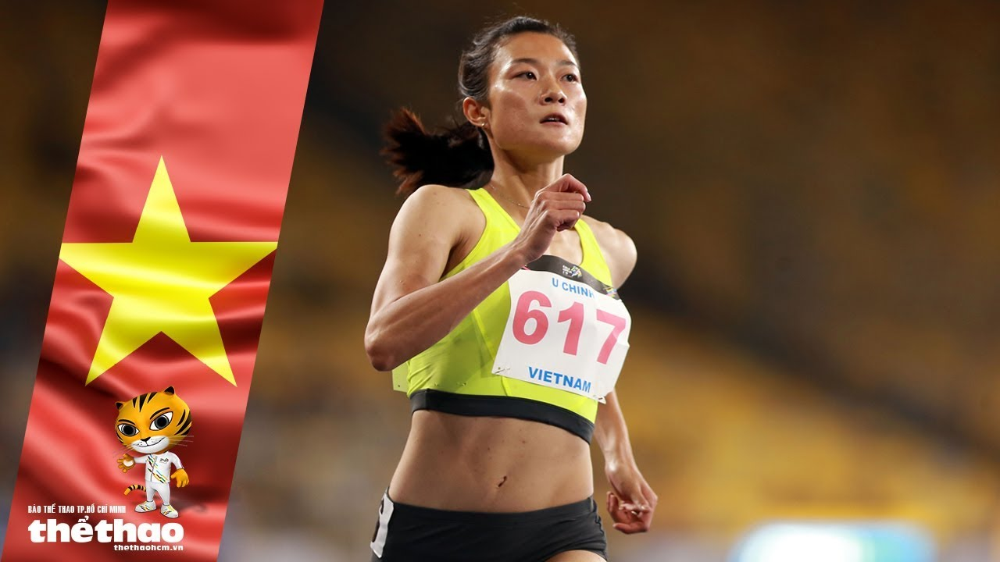 U CHINH
617
VIETNAM
BÁO THỂ THAO TP.HỒ CHÍ MINH
thểthao
thethaohcm.vn